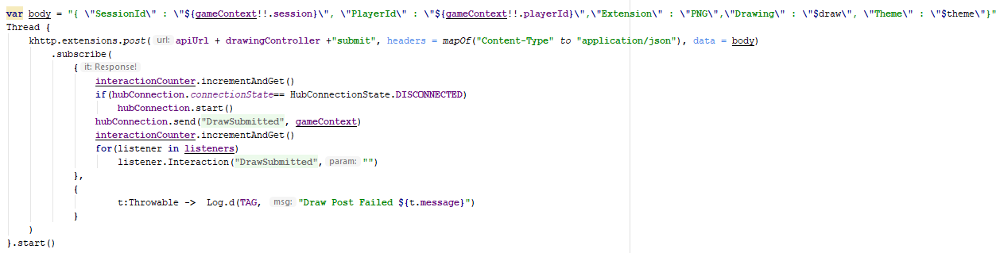 var body = "{ \"SessionId\" : \"${gameContext!!.session}\", \"PlayerId\" : \"${gameContext!!.playerId}\",\"Extension\" : \"PNG\",\"Drawing\" : \"$draw\", \"Theme\" : \"$theme\"}"
Thread {
    khttp.extensions.post( url: apiUrl + drawingController +"submit", headers = mapOf("Content-Type" to "application/json"), data = body)
        .subscribe(
            { it: Response!
                interactionCounter.incrementAndGet()
                if(hubConnection.connectionState== HubConnectionState.DISCONNECTED)
                    hubConnection.start()
                hubConnection.send("DrawSubmitted", gameContext)
                interactionCounter.incrementAndGet()
                for(listener in listeners)
                    listener.Interaction("DrawSubmitted", param: "")
            },
            {
                    t:Throwable -> Log.d(TAG, msg: "Draw Post Failed ${t.message}")
            }
    )
}.start()